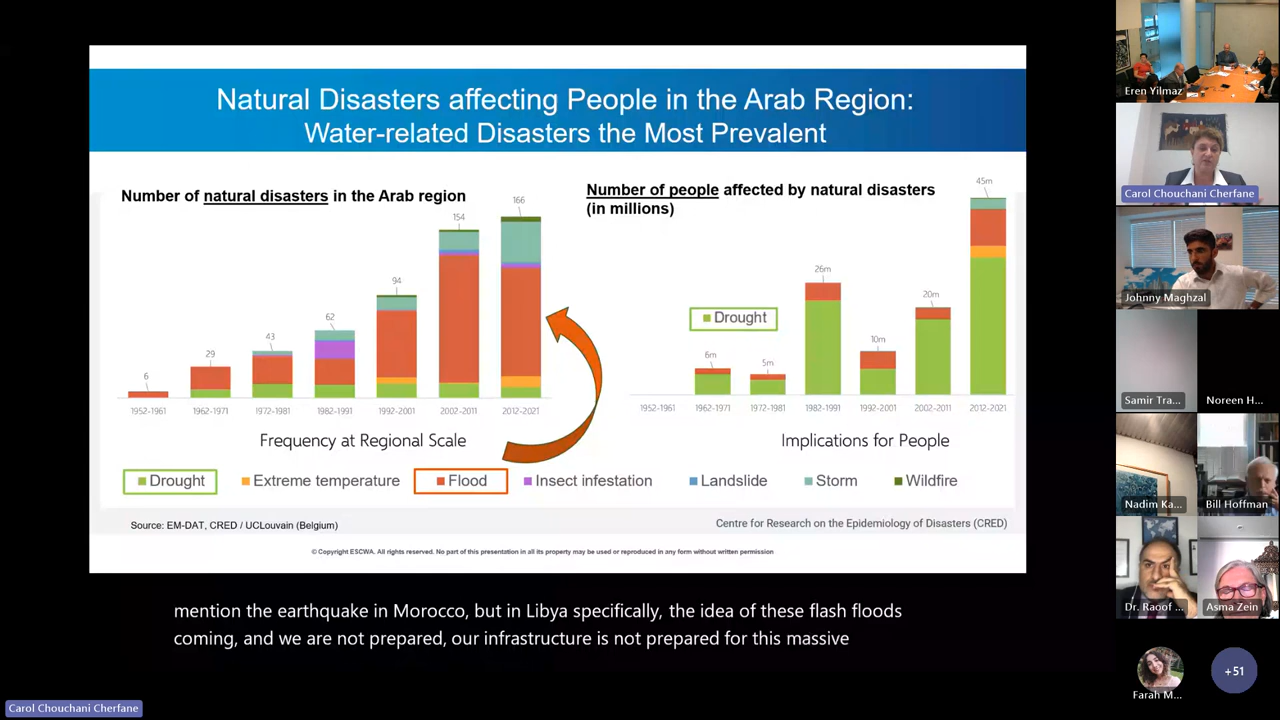 Natural Disasters affecting People in the Arab Region:
Water-related Disasters the Most Prevalent
Number of natural disasters in the Arab region
6
29
43
62
94
154
166
1952-1961
1962-1971
1972-1981
1982-1991
1992-2001
2002-2011
2012-2021
Frequency at Regional Scale
Number of people affected by natural disasters
(in millions)
Drought
6m
5m
26m
10m
20m
45m
1952-1961
1962-1971
1972-1981
1982-1991
1992-2001
2002-2011
2012-2021
Implications for People
Drought
Extreme temperature
Flood
Insect infestation
Landslide
Storm
Wildfire
Source: EM-DAT, CRED / UCLouvain (Belgium)
Centre for Research on the Epidemiology of Disasters (CRED)
© Copyright ESCWA. All rights reserved. No part of this presentation in all its property may be used or reproduced in any form without written permission
mention the earthquake in Morocco, but in Libya specifically, the idea of these flash floods
coming, and we are not prepared, our infrastructure is not prepared for this massive
Carol Chouchani Cherfane
Eren Yilmaz
Carol Chouchani Cherfane
Johnny Maghzal
Samir Tra...
Noreen H...
Nadim Ka...
Bill Hoffman
Dr. Raoof ...
Asma Zein
Farah M...
+51